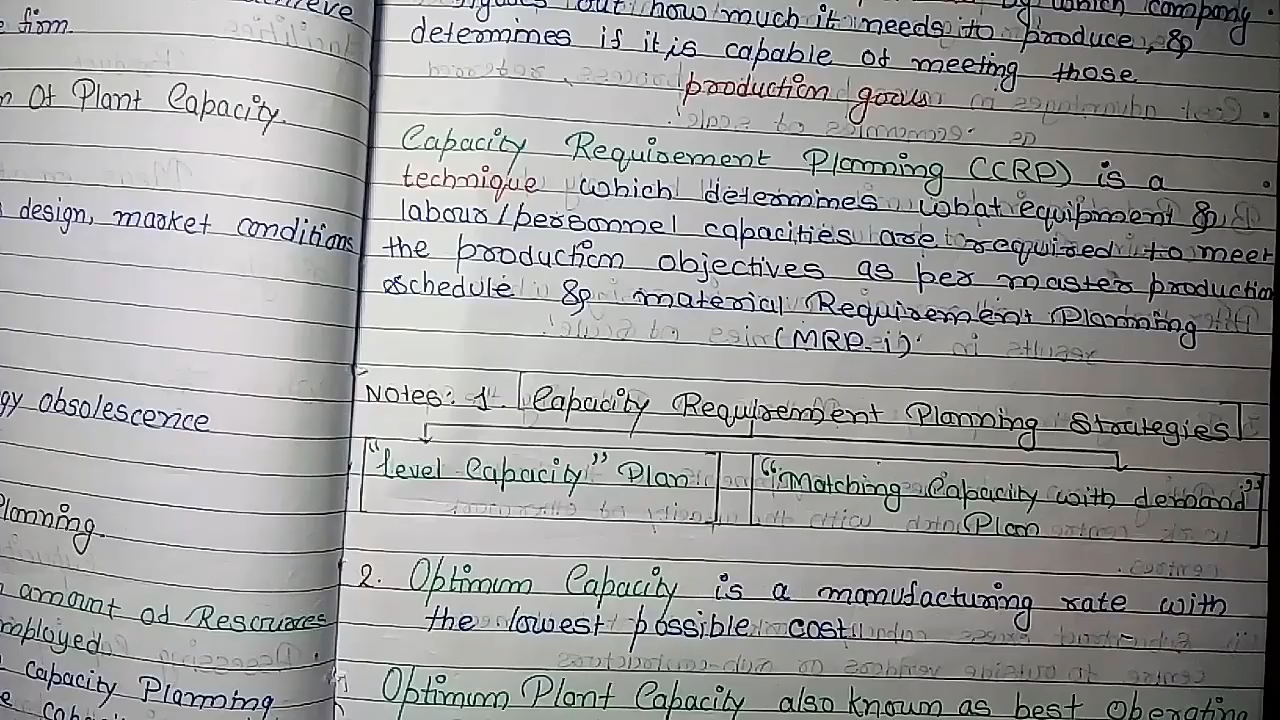 e firm.
n Of Plant Capacity.
design, market conditions
gy obsolescence
Planning.
amount of Resources
employed.
capacity Planning
out how much it needs to produce, &
determines if it is capable of meeting those
production goals
Capacity Requirement Planning (CRP) is a
technique which determines what equipment &
labour/personnel capacities are required to meet
the production objectives as per master production
schedule & material Requirement Planning
(MRP-i).
Notes: 1. Capacity Requirement Planning Strategies
"Level Capacity" Plan
"Matching Capacity with demand"
Plan
2. Optimum Capacity is a manufacturing rate with
the lowest possible cost.
Optimum Plant Capacity also known as best operating